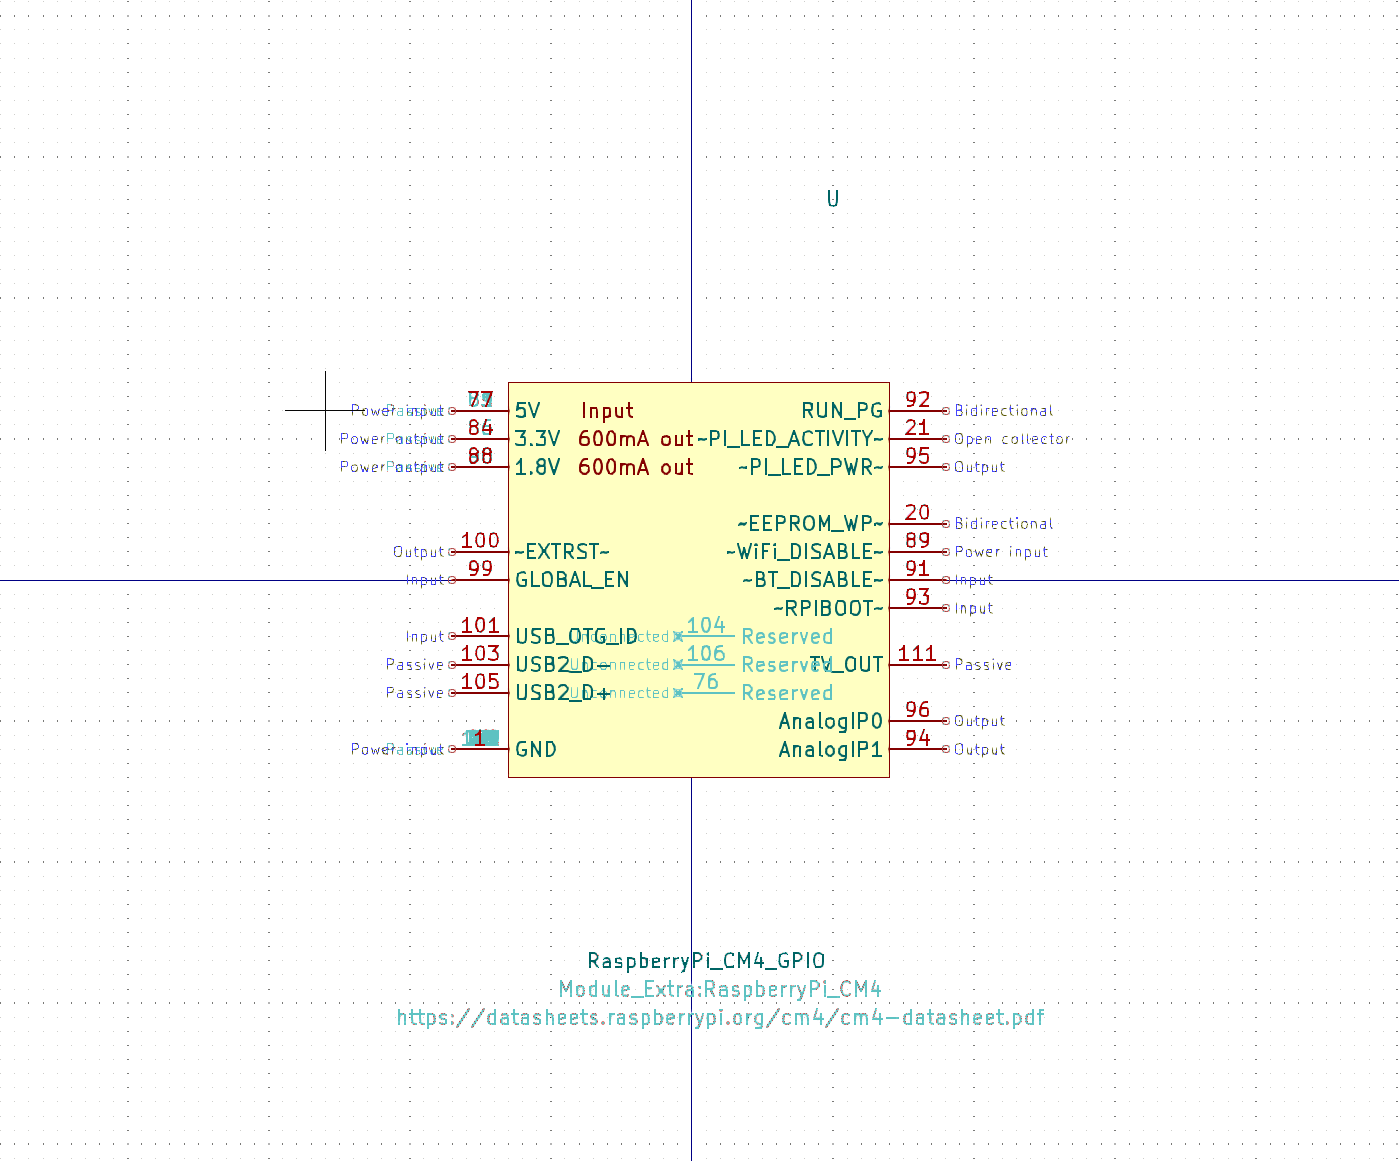 U
Power input 77 5V Input RUN_PG 92 Bidirectional
Power output 84 3.3V 600mA out ~PI_LED_ACTIVITY~ 21 Open collector
Power output 88 1.8V 600mA out ~PI_LED_PWR~ 95 Output
~EEPROM_WP~ 20 Bidirectional
Output 100 ~EXTRST~ ~WiFi_DISABLE~ 89 Power input
Input 99 GLOBAL_EN ~BT_DISABLE~ 91 Input
~RPIBOOT~ 93 Input
Input 101 USB_OTG_ID Unconnected 104 Reserved
Passive 103 USB2_D- Unconnected 106 Reserved TV_OUT 111 Passive
Passive 105 USB2_D+ Unconnected 76 Reserved
AnalogIP0 96 Output
Power input 1 GND AnalogIP1 94 Output
RaspberryPi_CM4_GPIO
Module_Extra:RaspberryPi_CM4
https://datasheets.raspberrypi.org/cm4/cm4-datasheet.pdf